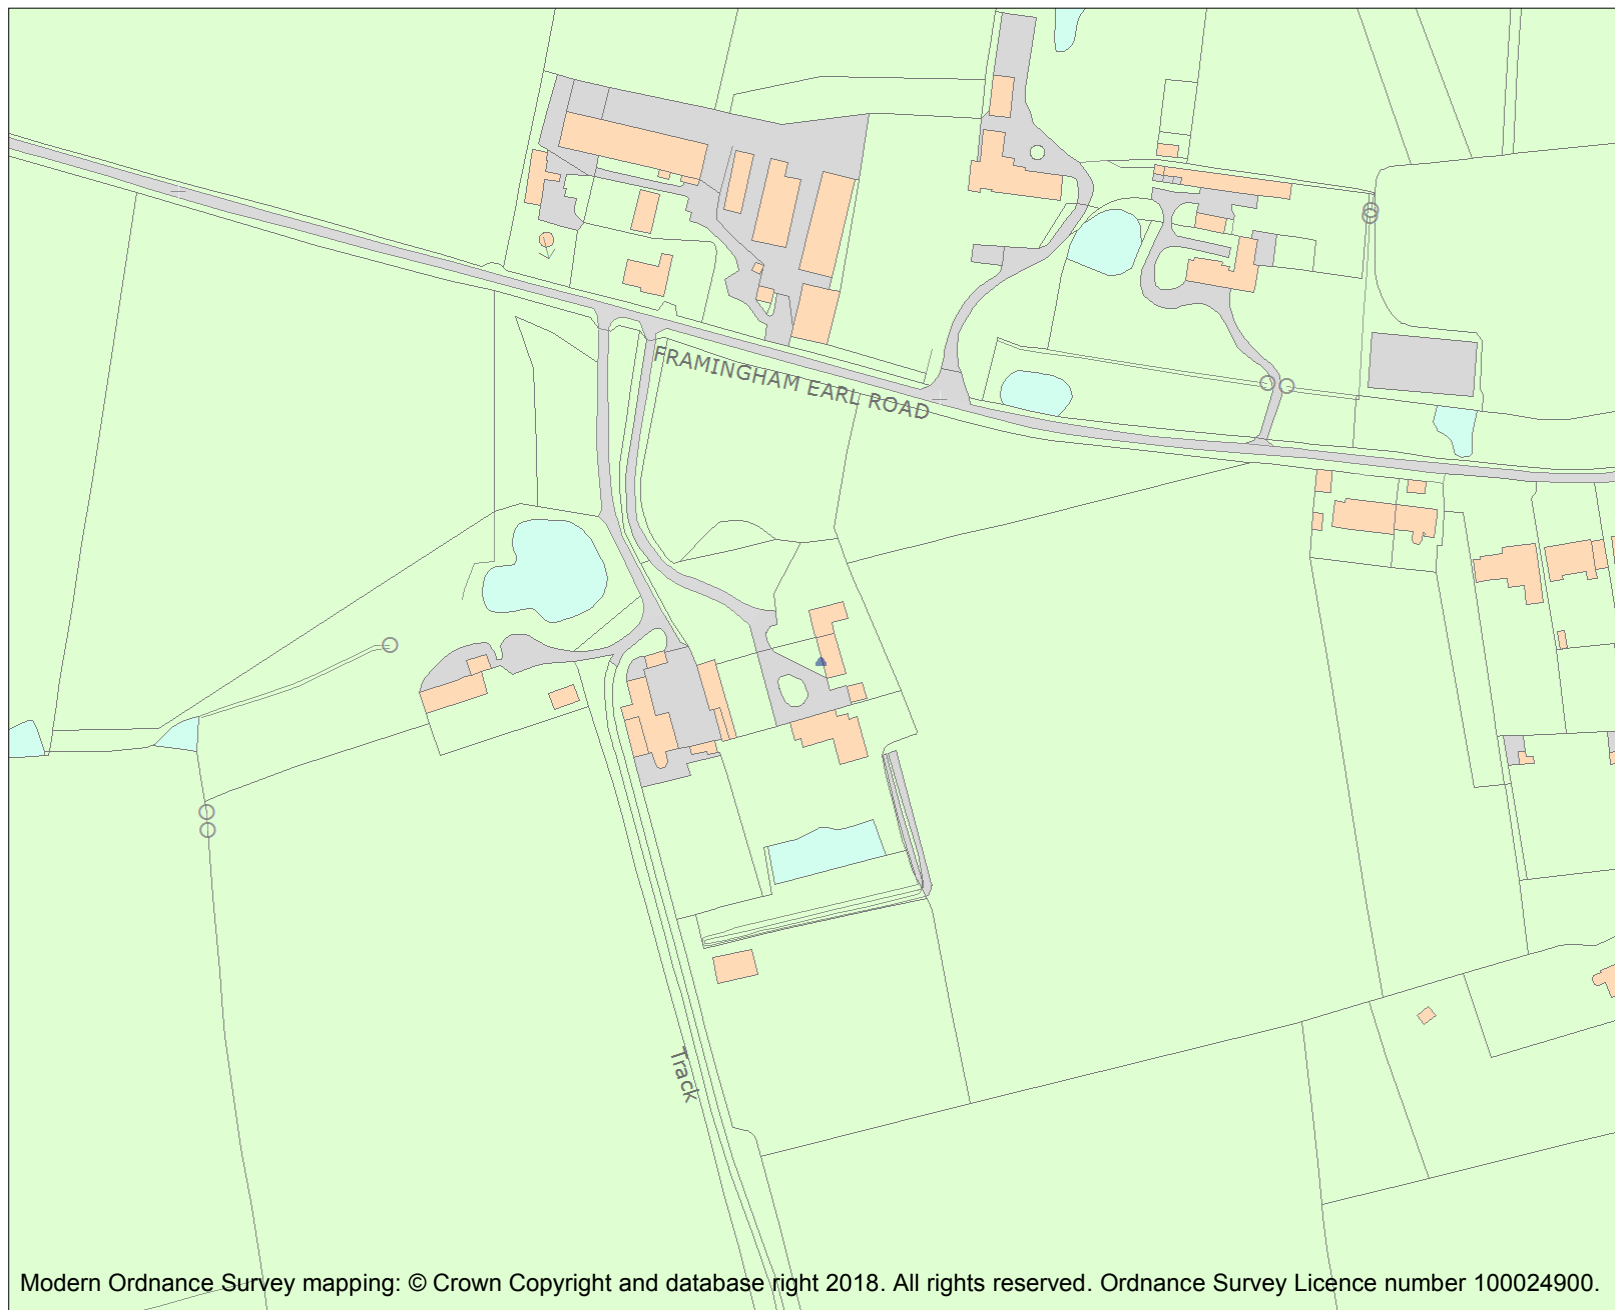 FRAMINGHAM EARL ROAD
Track
Modern Ordnance Survey mapping: © Crown Copyright and database right 2018. All rights reserved. Ordnance Survey Licence number 100024900.